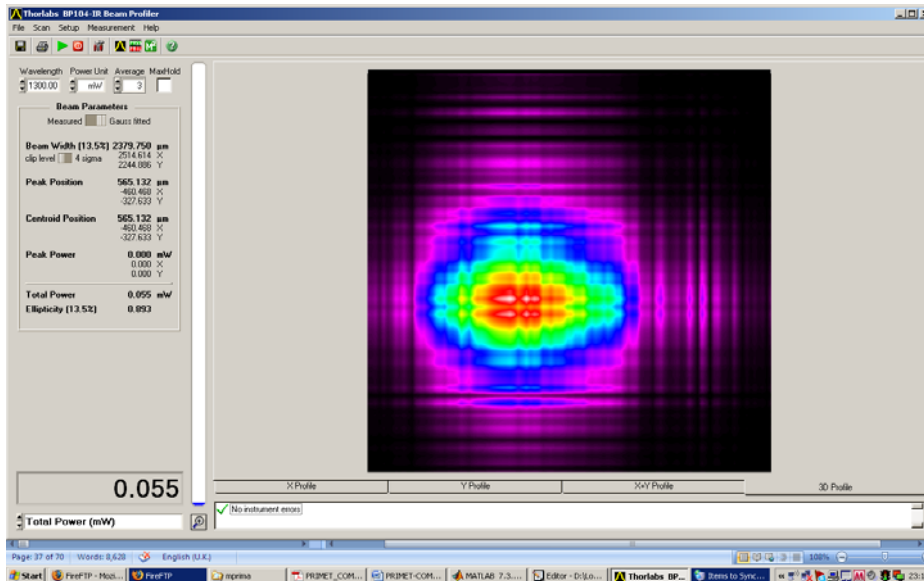 Thorlabs BP104-IR Beam Profiler
File Scan Setup Measurement Help
Wavelength Power Unit Average MaxHold
1300.00 mW 3
Beam Parameters
Measured Gauss fitted
Beam Width (13.5%) 2379.750 µm
clip level 4 sigma 2514.614 X
2244.886 Y
Peak Position 565.132 µm
-460.468 X
-327.633 Y
Centroid Position 565.132 µm
-460.468 X
-327.633 Y
Peak Power 0.000 mW
0.000 X
0.000 Y
Total Power 0.055 mW
Ellipticity (13.5%) 0.893
0.055
Total Power (mW)
X Profile Y Profile X+Y Profile 3D Profile
No instrument errors
Page: 37 of 70 Words: 8,628 English (U.K.) 108%
Start FireFTP - Mozi... FireFTP mprima PRIMET_COM... PRIMET-COM... MATLAB 7.3.... Editor - D:\Lo... Thorlabs BP... Items to Sync...